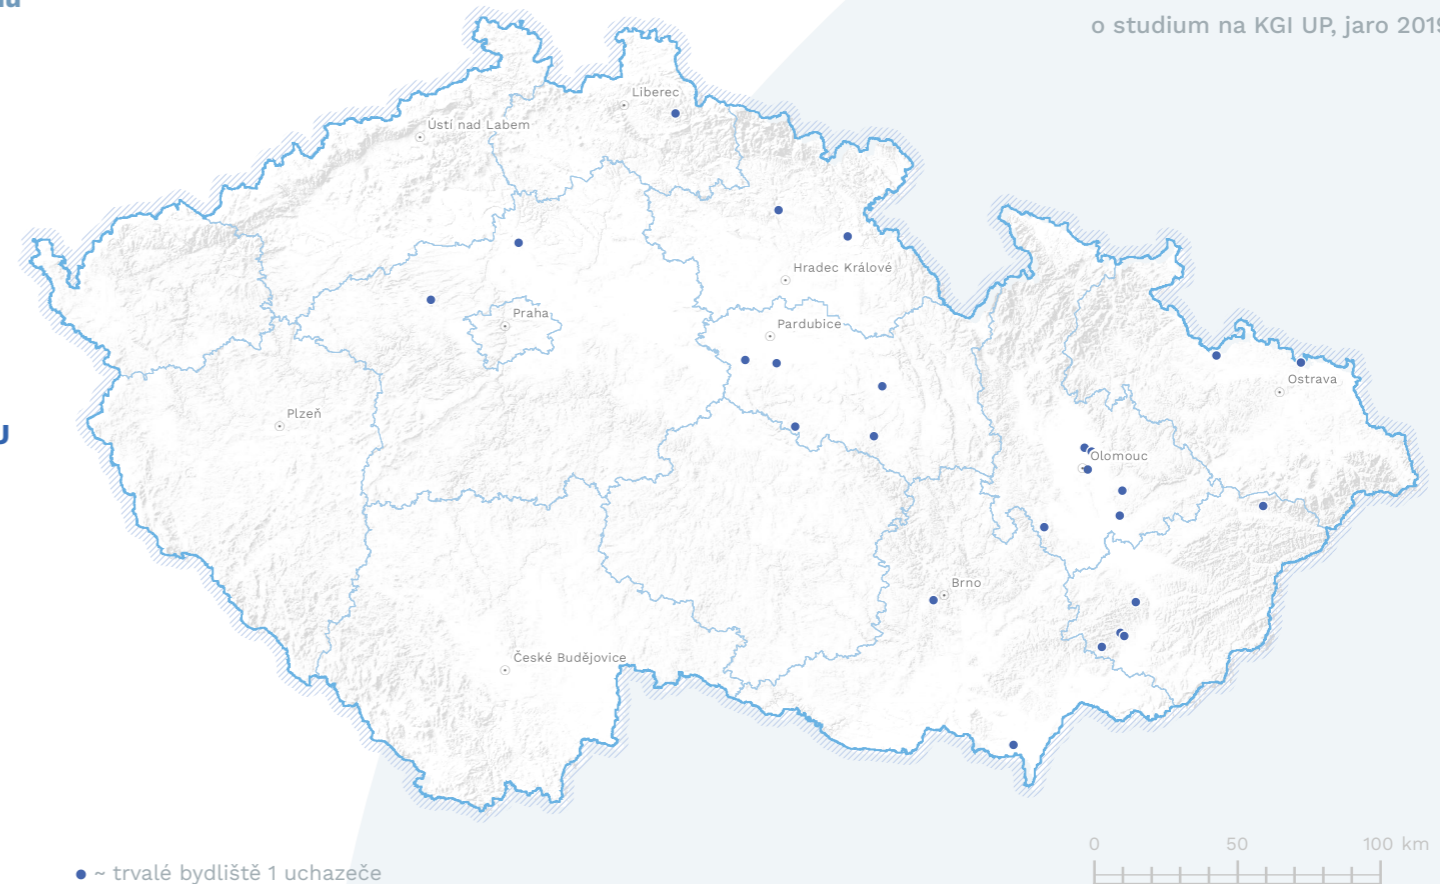 o studium na KGI UP, jaro 2019
Liberec
Ústí nad Labem
Hradec Králové
Praha
Pardubice
Ostrava
Plzeň
Olomouc
Brno
České Budějovice
0 50 100 km
~ trvalé bydliště 1 uchazeče